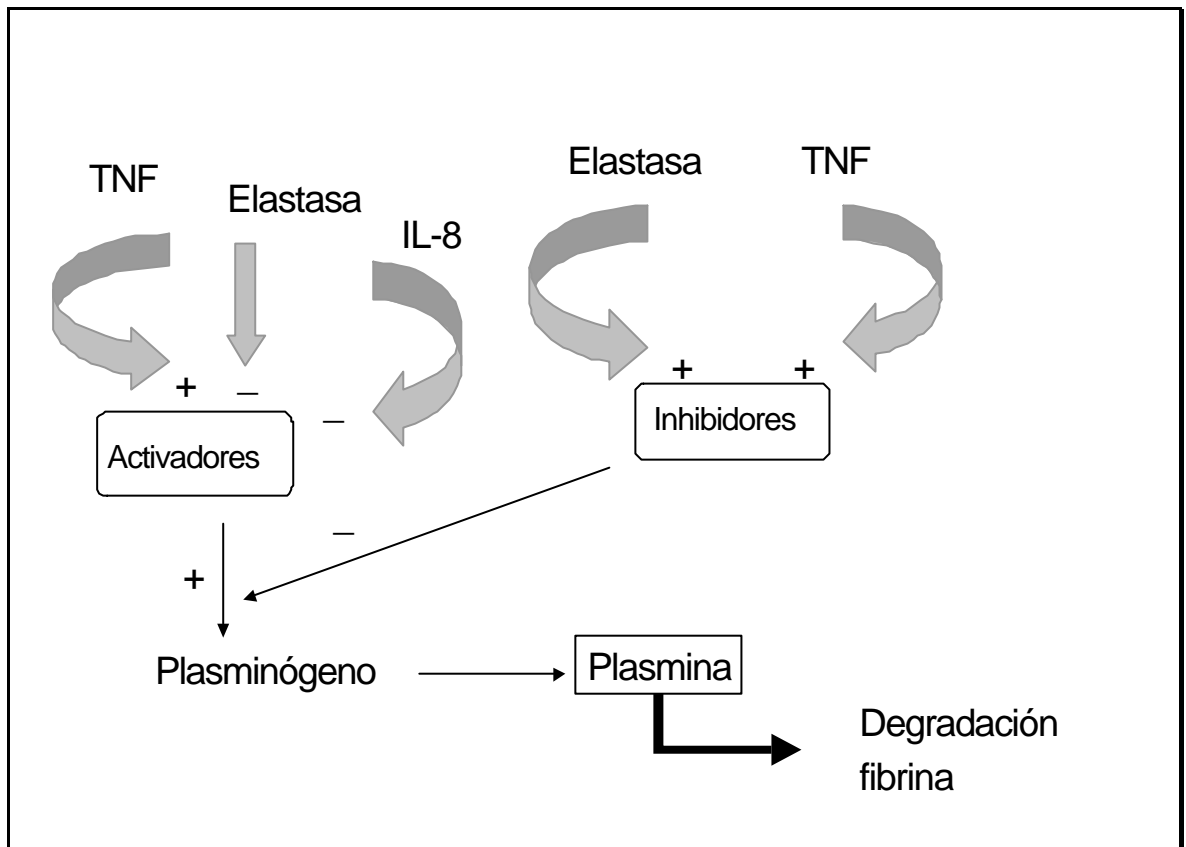 TNF
Elastasa
IL-8
Elastasa
TNF
+
–
–
+
+
Activadores
Inhibidores
–
+
Plasminógeno
Plasmina
Degradación
fibrina